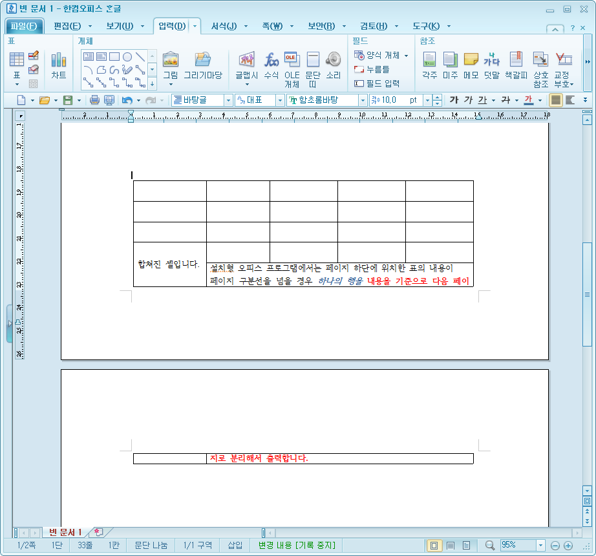 빈 문서 1 - 한컴오피스 한글
파일(F) 편집(E) 보기(U) 입력(D) 서식(J) 쪽(W) 보안(R) 검토(H) 도구(K)
표 개체 필드 참조
표 차트 그림 그리기마당 글맵시 수식 OLE 개체 문단 띠 소리
양식 개체
누름틀
필드 입력
각주 미주 메모 덧말 책갈피 상호 참조 교정 부호
바탕글 대표 함초롬바탕 10.0 pt 가 가 가 가 가
합쳐진 셀입니다.
설치형 오피스 프로그램에서는 페이지 하단에 위치한 표의 내용이
페이지 구분선을 넘을 경우 하나의 행을 내용을 기준으로 다음 페이
지로 분리해서 출력합니다.
빈 문서 1
1/2쪽 1단 33줄 1칸 문단 나눔 1/1 구역 삽입 변경 내용 [기록 중지] 95%